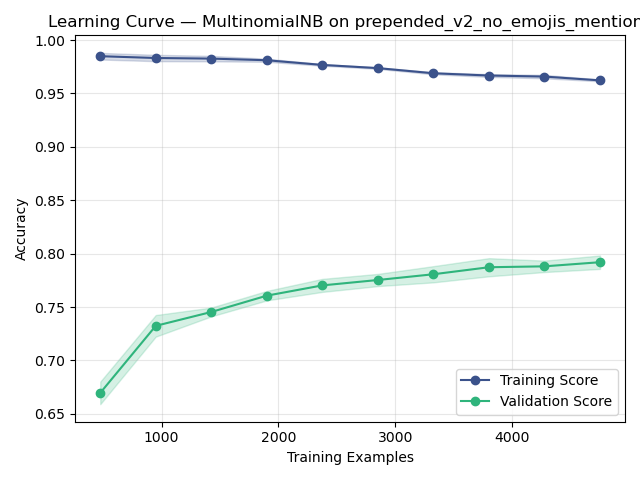 Learning Curve — MultinomialNB on prepended_v2_no_emojis_mention
1.00
0.95
0.90
0.85
0.80
0.75
0.70
0.65
Accuracy
1000
2000
3000
4000
Training Examples
Training Score
Validation Score